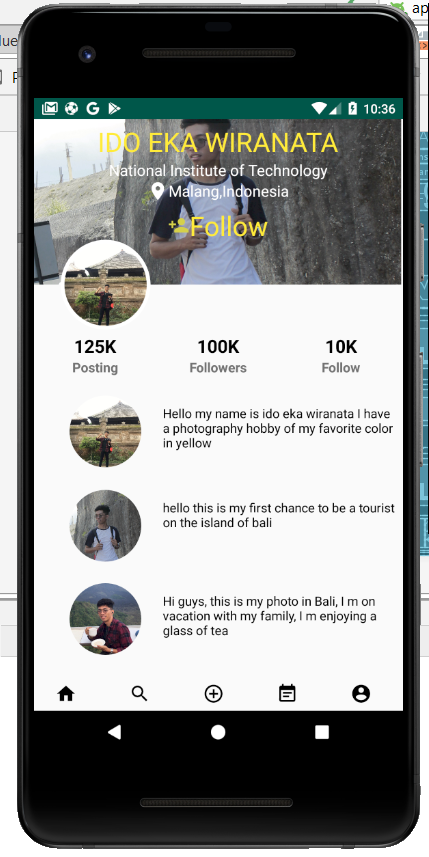 ap
10:36
IDO EKA WIRANATA
National Institute of Technology
Malang,Indonesia
Follow
125K
100K
10K
Posting
Followers
Follow
Hello my name is ido eka wiranata I have
a photography hobby of my favorite color
in yellow
hello this is my first chance to be a tourist
on the island of bali
Hi guys, this is my photo in Bali, I m on
vacation with my family, I m enjoying a
glass of tea